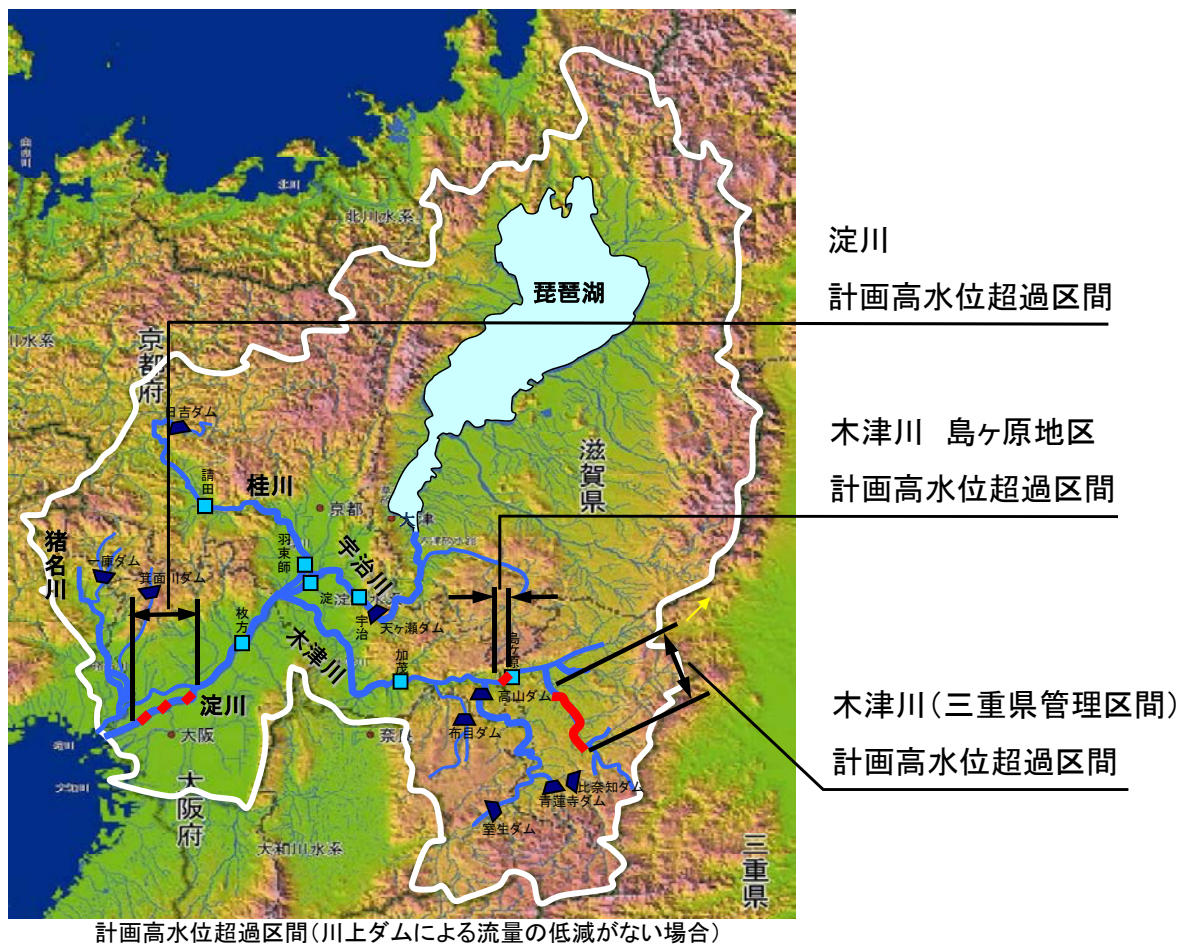 北川
北川水系
琵琶湖
川水系
京都府
日吉ダム
滋賀県
請田
桂川
京都
大津
猪名川
一庫ダム
箕面川ダム
羽束師
宇治川
淀
宇治
天ヶ瀬ダム
枚方
木津川
加茂
島ヶ原
高山ダム
布目ダム
淀川
大阪
大阪府
比奈知ダム
青蓮寺ダム
室生ダム
大和川水系
三重県
淀川
計画高水位超過区間
木津川 島ヶ原地区
計画高水位超過区間
木津川(三重県管理区間)
計画高水位超過区間
計画高水位超過区間(川上ダムによる流量の低減がない場合)